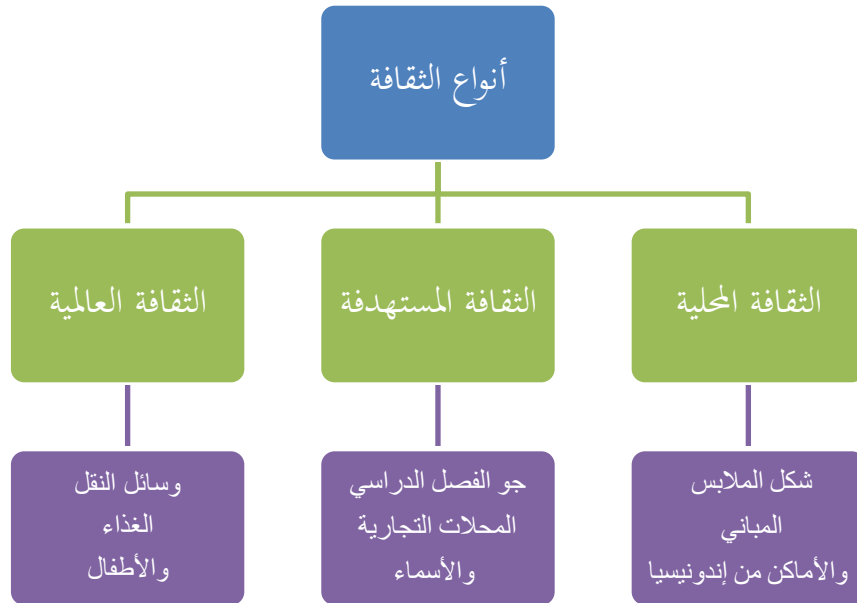 أنواع الثقافة
الثقافة المحلية
الثقافة المستهدفة
الثقافة العالمية
شكل الملابس
المباني
والأماكن من إندونيسيا
جو الفصل الدراسي
المحلات التجارية
والأسماء
وسائل النقل
الغذاء
والأطفال